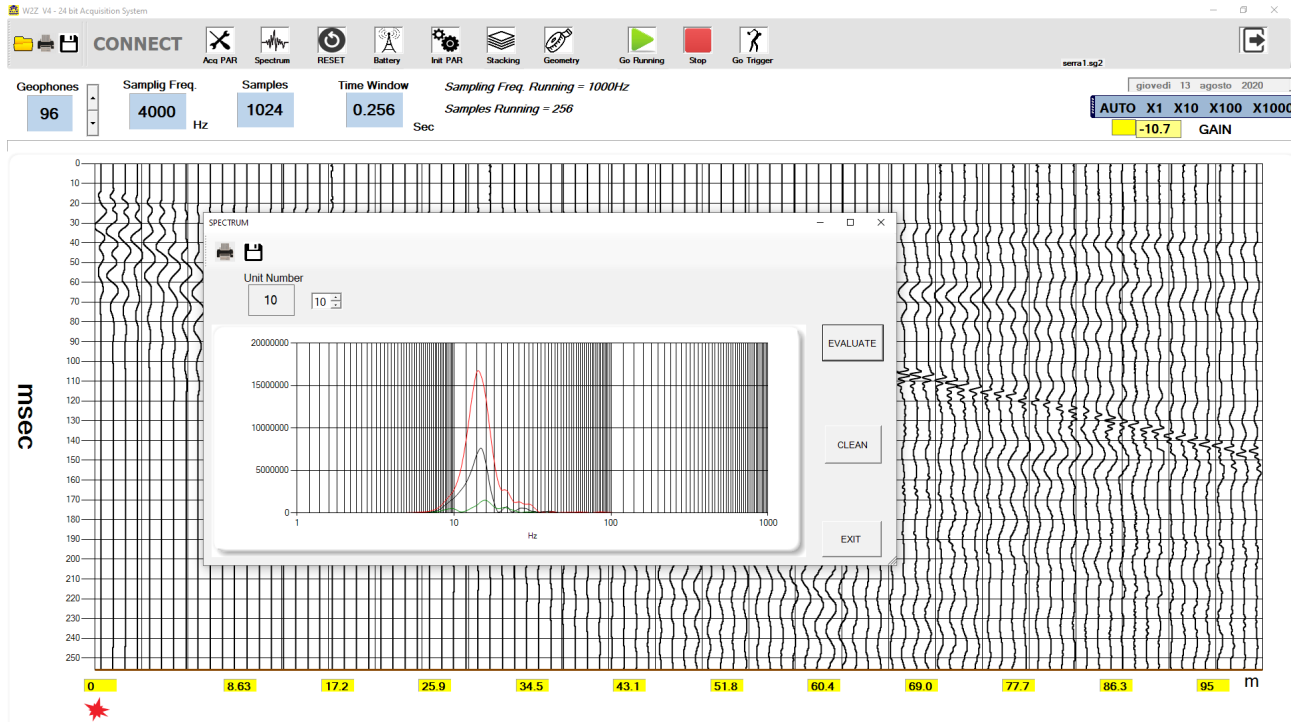 WZZ V4 - 24 bit Acquisition System
CONNECT
Acq PAR Spectrum RESET Battery Init PAR Stacking Geometry Go Running Stop Go Trigger
serra1.sg2
Geophones
96
Samplig Freq.
4000 Hz
Samples
1024
Time Window
0.256 Sec
Sampling Freq. Running = 1000Hz
Samples Running = 256
giovedì 13 agosto 2020
AUTO X1 X10 X100 X1000
-10.7 GAIN
0
10
20
30
40
50
60
70
80
90
100
110
120
130
140
150
160
170
180
190
200
210
220
230
240
250
msec
SPECTRUM
Unit Number
10 10
20000000
15000000
10000000
5000000
0
1 10 100 1000
Hz
EVALUATE
CLEAN
EXIT
0 8.63 17.2 25.9 34.5 43.1 51.8 60.4 69.0 77.7 86.3 95 m